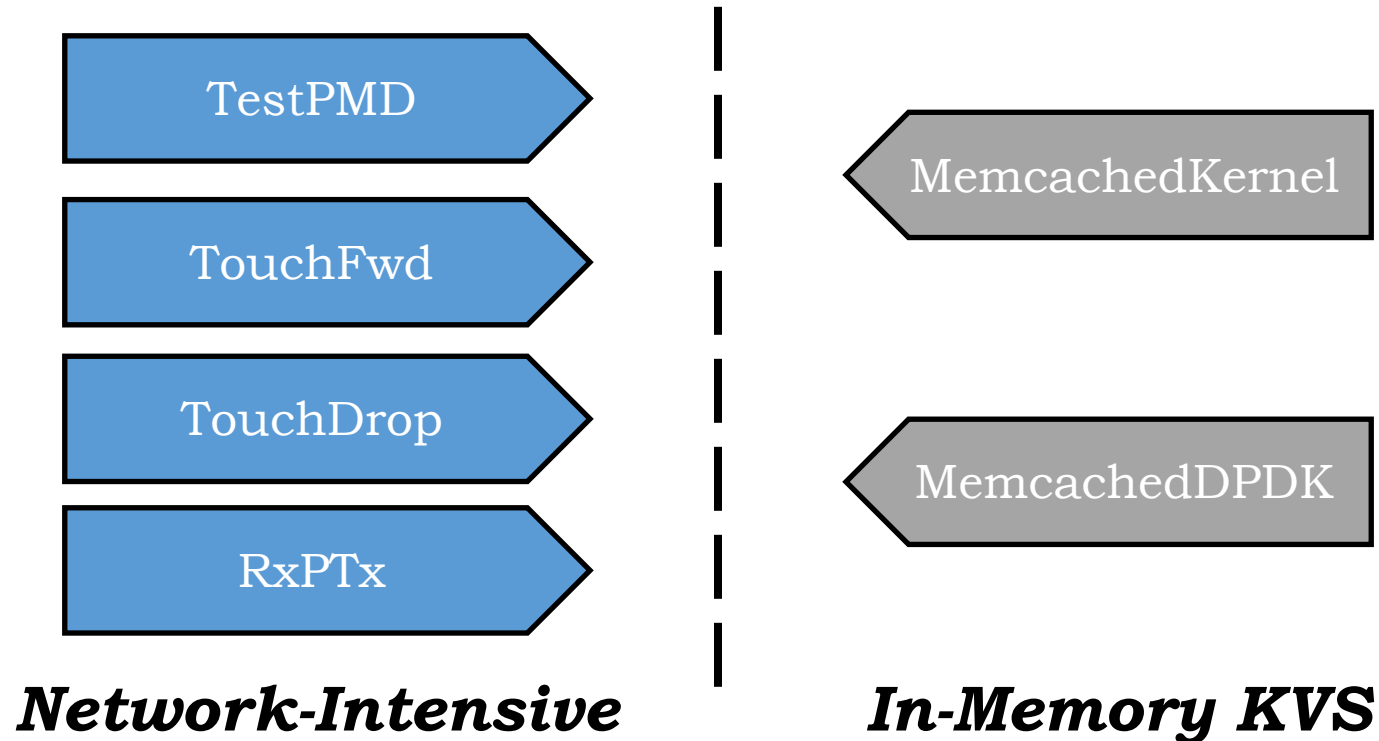 TestPMD
TouchFwd
TouchDrop
RxPTx
Network-Intensive
MemcachedKernel
MemcachedDPDK
In-Memory KVS